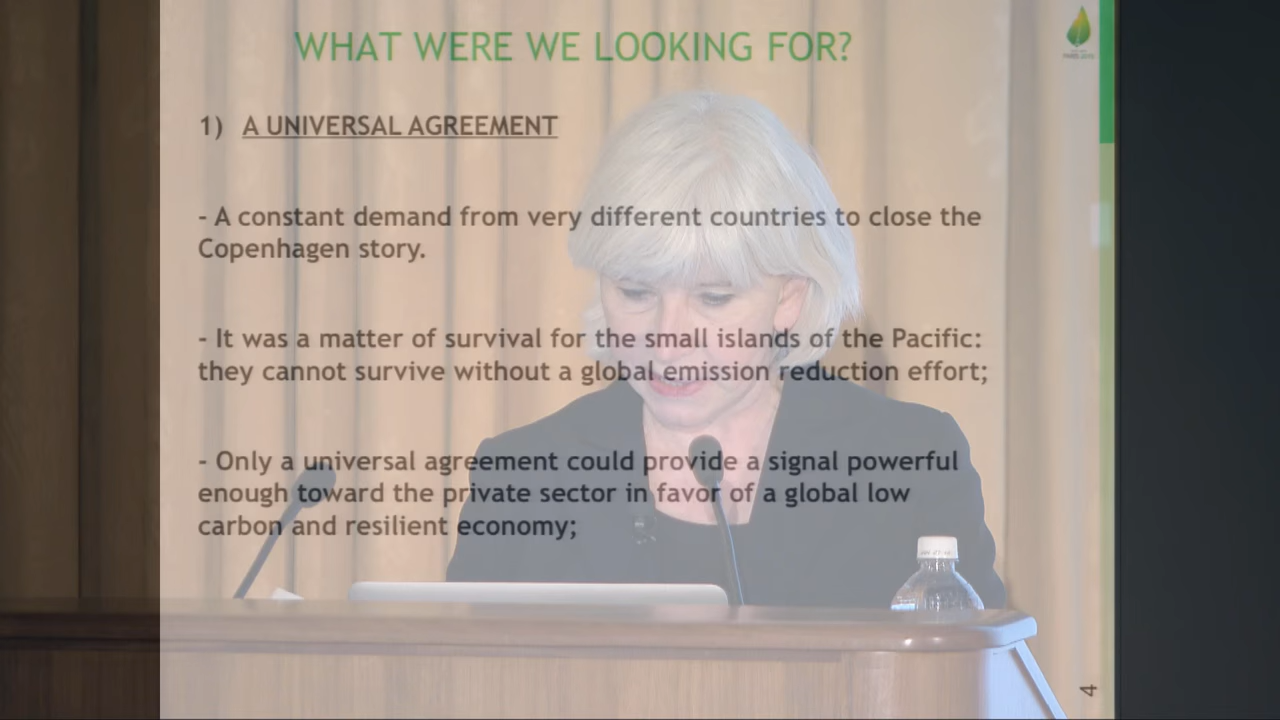 WHAT WERE WE LOOKING FOR?
1) A UNIVERSAL AGREEMENT
- A constant demand from very different countries to close the
Copenhagen story.
- It was a matter of survival for the small islands of the Pacific:
they cannot survive without a global emission reduction effort;
- Only a universal agreement could provide a signal powerful
enough toward the private sector in favor of a global low
carbon and resilient economy;
4